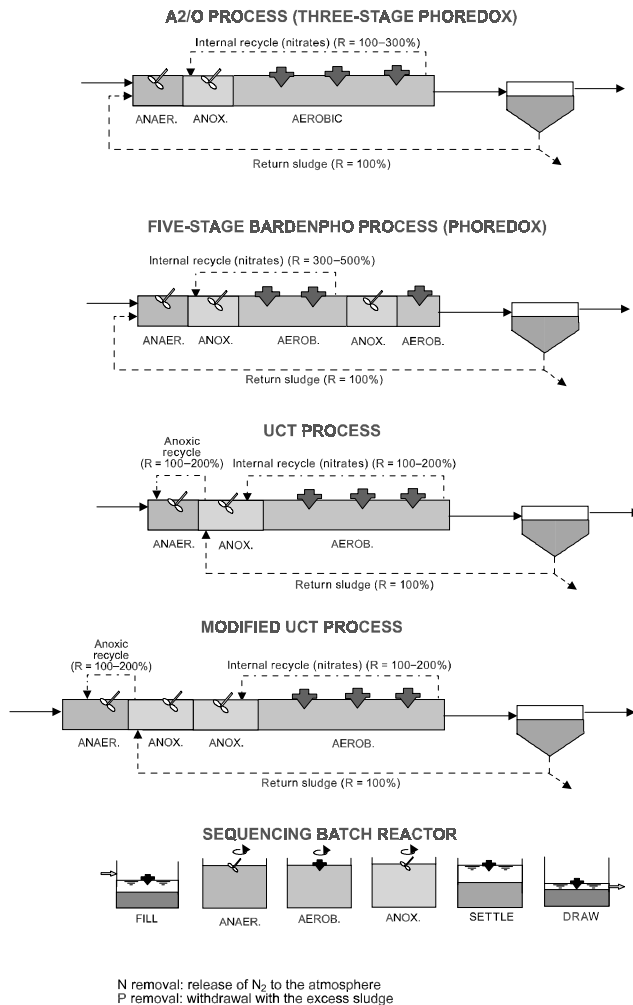 A2/O PROCESS (THREE-STAGE PHOREDOX)
Internal recycle (nitrates) (R = 100–300%)
ANAER. ANOX. AEROBIC
Return sludge (R = 100%)
FIVE-STAGE BARDENPHO PROCESS (PHOREDOX)
Internal recycle (nitrates) (R = 300–500%)
ANAER. ANOX. AEROB. ANOX. AEROB.
Return sludge (R = 100%)
UCT PROCESS
Anoxic
recycle
(R = 100–200%) Internal recycle (nitrates) (R = 100–200%)
ANAER. ANOX. AEROB.
Return sludge (R = 100%)
MODIFIED UCT PROCESS
Anoxic
recycle
(R = 100–200%) Internal recycle (nitrates) (R = 100–200%)
ANAER. ANOX. ANOX. AEROB.
Return sludge (R = 100%)
SEQUENCING BATCH REACTOR
FILL ANAER. AEROB. ANOX. SETTLE DRAW
N removal: release of N₂ to the atmosphere
P removal: withdrawal with the excess sludge